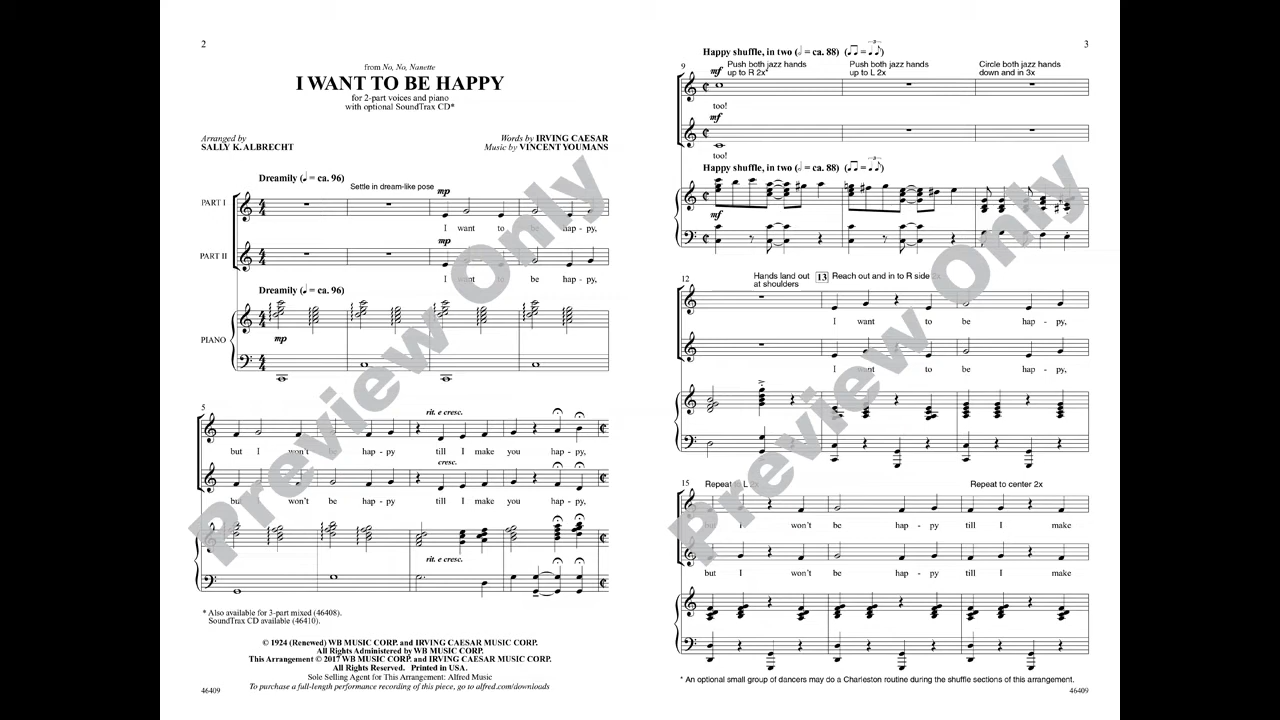 2
from No, No, Nanette
I WANT TO BE HAPPY
for 2-part voices and piano
with optional SoundTrax CD*
Arranged by
SALLY K. ALBRECHT
Words by IRVING CAESAR
Music by VINCENT YOUMANS
Dreamily (♩ = ca. 96)
Settle in dream-like pose
mp
PART I
I want to be hap - py,
mp
PART II
I want to be hap - py,
Dreamily (♩ = ca. 96)
PIANO
mp
5
rit. e cresc.
but I won't be hap - py till I make you hap - py,
cresc.
but I won't be hap - py till I make you hap - py,
rit. e cresc.
* Also available for 3-part mixed (46408).
SoundTrax CD available (46410).
© 1924 (Renewed) WB MUSIC CORP. and IRVING CAESAR MUSIC CORP.
All Rights Administered by WB MUSIC CORP.
This Arrangement © 2017 WB MUSIC CORP. and IRVING CAESAR MUSIC CORP.
All Rights Reserved. Printed in USA.
Sole Selling Agent for This Arrangement: Alfred Music
To purchase a full-length performance recording of this piece, go to alfred.com/downloads
46409
Preview Only
3
Happy shuffle, in two (𝅗𝅥 = ca. 88) (♫ = ♩♪)
9
mf
Push both jazz hands
up to R 2x*
Push both jazz hands
up to L 2x
Circle both jazz hands
down and in 3x
too!
mf
too!
Happy shuffle, in two (𝅗𝅥 = ca. 88) (♫ = ♩♪)
mf
12
Hands land out
at shoulders
13 Reach out and in to R side 2x
I want to be hap - py,
I want to be hap - py,
15
Repeat to L 2x
Repeat to center 2x
but I won't be hap - py till I make
but I won't be hap - py till I make
* An optional small group of dancers may do a Charleston routine during the shuffle sections of this arrangement.
46409
Preview Only